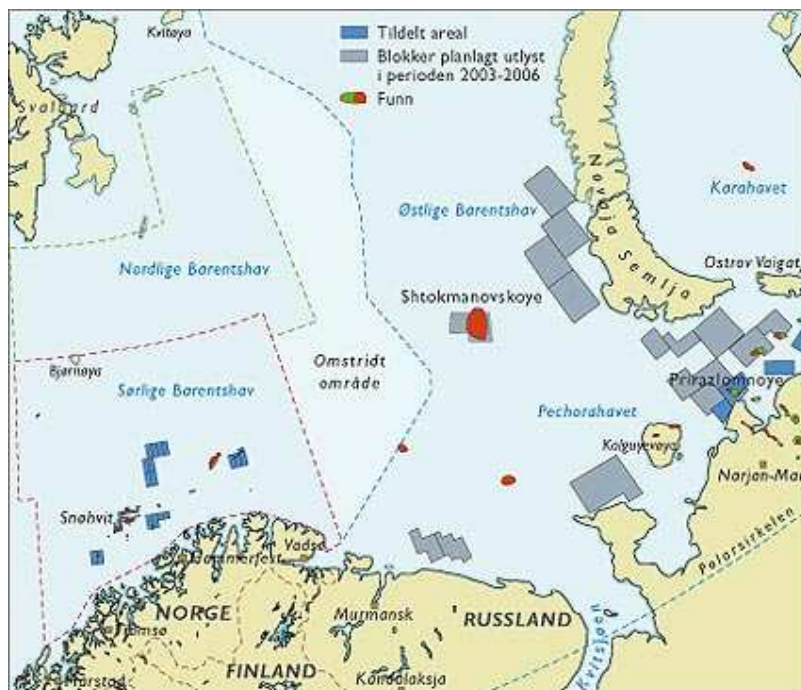 Kvitøya
Tildelt areal
Blokker planlagt utlyst
i perioden 2003-2006
Funn
Svalbard
Novaja Semlja
Karahavet
Østlige Barentshav
Nordlige Barentshav
Ostrov Vaigat
Shtokmanovskoye
Omstridt
område
Bjørnøya
Sørlige Barentshav
Prirazlomnoye
Pechorahavet
Kolguyevøya
Narjan-Mar
Snøhvit
Polarsirkelen
Vadsø
Hammerfest
NORGE
Murmansk
RUSSLAND
Tromsø
Kvitsjøen
FINLAND
Harstad
Kandalaksja